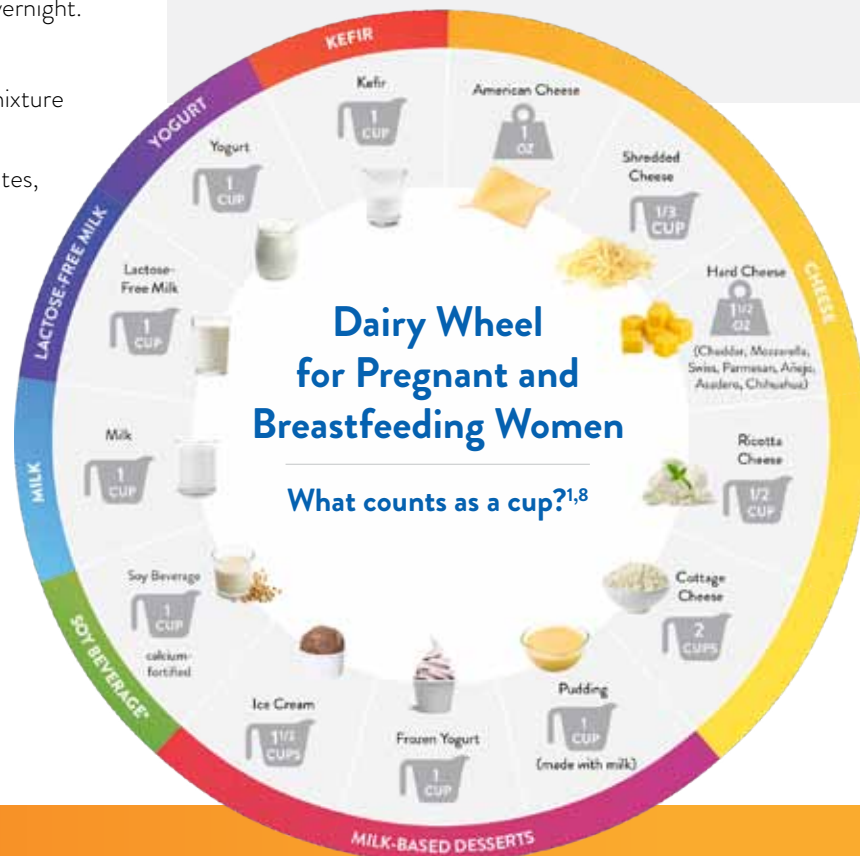 vernight.
nixture
tes,
KEFIR
Kefir
1
CUP
American Cheese
1
OZ
Shredded
Cheese
1/3
CUP
CHEESE
Hard Cheese
1 1/2
OZ
(Cheddar, Mozzarella,
Swiss, Parmesan, Añejo,
Asadero, Chihuahua)
Ricotta
Cheese
1/2
CUP
Cottage
Cheese
2
CUPS
Pudding
1
CUP
(made with milk)
MILK-BASED DESSERTS
Frozen Yogurt
1
CUP
Ice Cream
1 1/2
CUPS
SOY BEVERAGE*
Soy Beverage
1
CUP
calcium-
fortified
MILK
Milk
1
CUP
LACTOSE-FREE MILK
Lactose-
Free Milk
1
CUP
YOGURT
Yogurt
1
CUP
Dairy Wheel
for Pregnant and
Breastfeeding Women
What counts as a cup?1,8